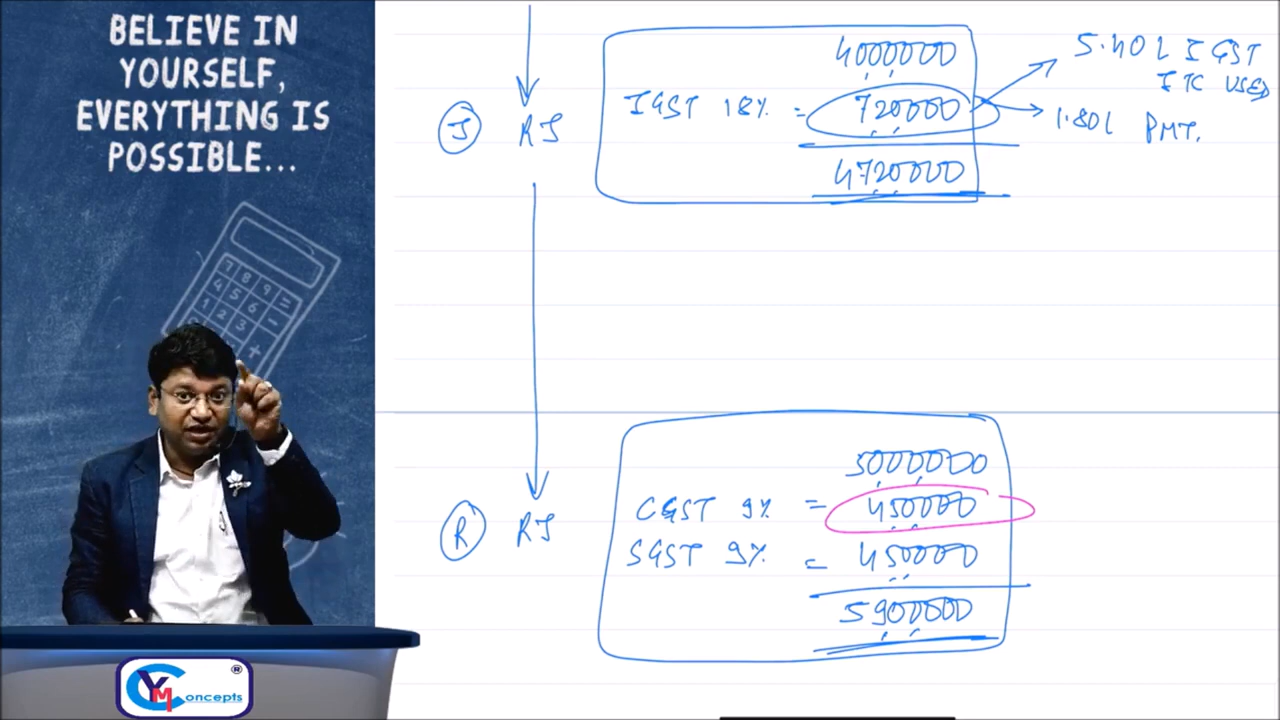 BELIEVE IN
YOURSELF,
EVERYTHING IS
POSSIBLE...
4000000
IGST 18% = 720000
4720000
5.40 L IGST
ITC USED
1.80 L PMT.
RJ
5000000
CGST 9% = 450000
SGST 9% = 450000
5900000
R RJ
YM Concepts ®